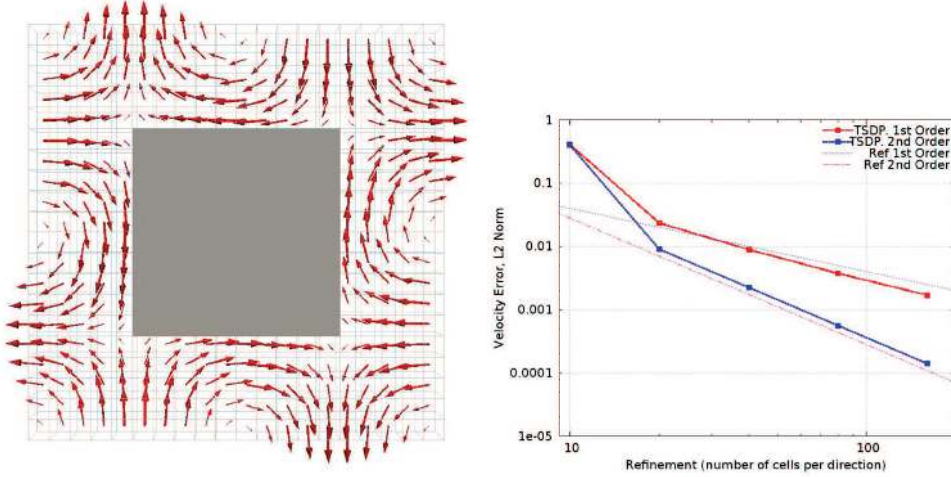 1
TSDP. 1st Order
TSDP. 2nd Order
Ref 1st Order
Ref 2nd Order
0.1
0.01
0.001
0.0001
1e-05
Velocity Error, L2 Norm
10
100
Refinement (number of cells per direction)